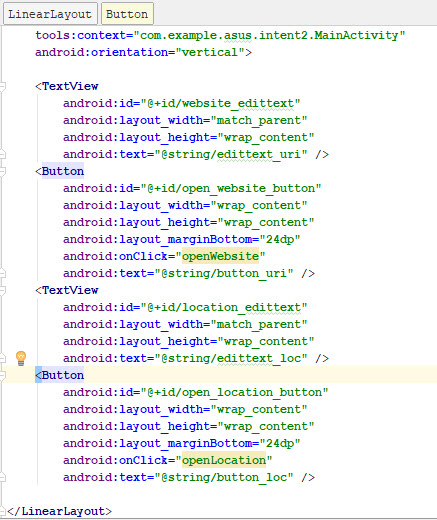 LinearLayout Button
tools:context="com.example.asus.intent2.MainActivity"
android:orientation="vertical">
<TextView
android:id="@+id/website_edittext"
android:layout_width="match_parent"
android:layout_height="wrap_content"
android:text="@string/edittext_uri" />
<Button
android:id="@+id/open_website_button"
android:layout_width="wrap_content"
android:layout_height="wrap_content"
android:layout_marginBottom="24dp"
android:onClick="openWebsite"
android:text="@string/button_uri" />
<TextView
android:id="@+id/location_edittext"
android:layout_width="match_parent"
android:layout_height="wrap_content"
android:text="@string/edittext_loc" />
<Button
android:id="@+id/open_location_button"
android:layout_width="wrap_content"
android:layout_height="wrap_content"
android:layout_marginBottom="24dp"
android:onClick="openLocation"
android:text="@string/button_loc" />
</LinearLayout>